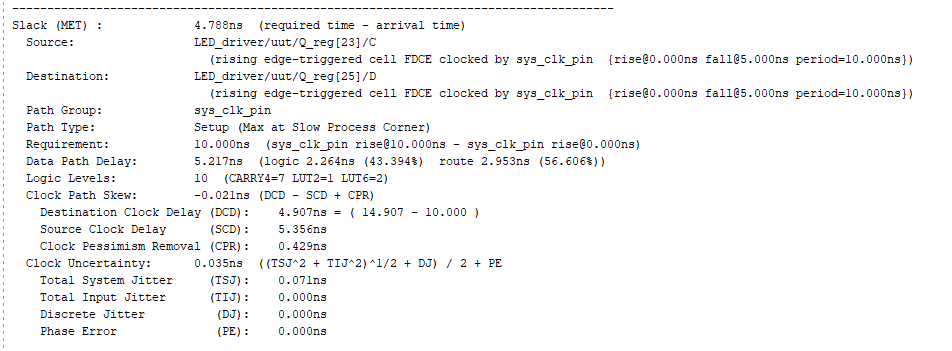 Slack (MET) : 4.788ns (required time - arrival time)
Source: LED_driver/uut/Q_reg[23]/C
(rising edge-triggered cell FDCE clocked by sys_clk_pin {rise@0.000ns fall@5.000ns period=10.000ns})
Destination: LED_driver/uut/Q_reg[25]/D
(rising edge-triggered cell FDCE clocked by sys_clk_pin {rise@0.000ns fall@5.000ns period=10.000ns})
Path Group: sys_clk_pin
Path Type: Setup (Max at Slow Process Corner)
Requirement: 10.000ns (sys_clk_pin rise@10.000ns - sys_clk_pin rise@0.000ns)
Data Path Delay: 5.217ns (logic 2.264ns (43.394%) route 2.953ns (56.606%))
Logic Levels: 10 (CARRY4=7 LUT2=1 LUT6=2)
Clock Path Skew: -0.021ns (DCD - SCD + CPR)
Destination Clock Delay (DCD): 4.907ns = ( 14.907 - 10.000 )
Source Clock Delay (SCD): 5.356ns
Clock Pessimism Removal (CPR): 0.429ns
Clock Uncertainty: 0.035ns ((TSJ^2 + TIJ^2)^1/2 + DJ) / 2 + PE
Total System Jitter (TSJ): 0.071ns
Total Input Jitter (TIJ): 0.000ns
Discrete Jitter (DJ): 0.000ns
Phase Error (PE): 0.000ns